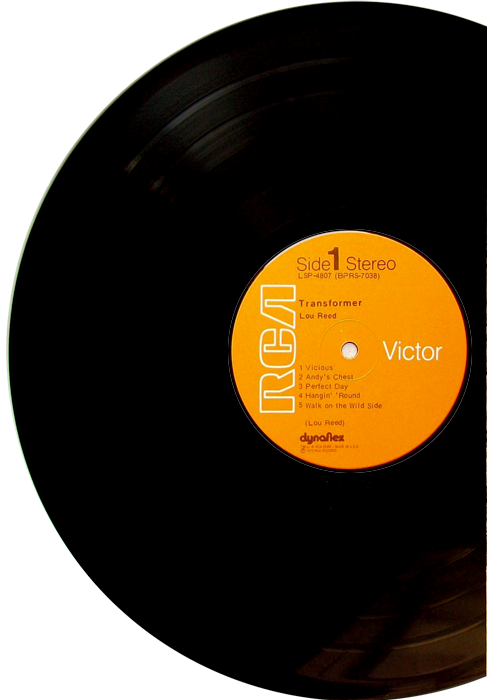 Side 1 Stereo
LSP-4807 (BPRS-7038)
RCA
Transformer
Lou Reed
Victor
1 Vicious
2 Andy's Chest
3 Perfect Day
4 Hangin' 'Round
5 Walk on the Wild Side
(Lou Reed)
dynaflex